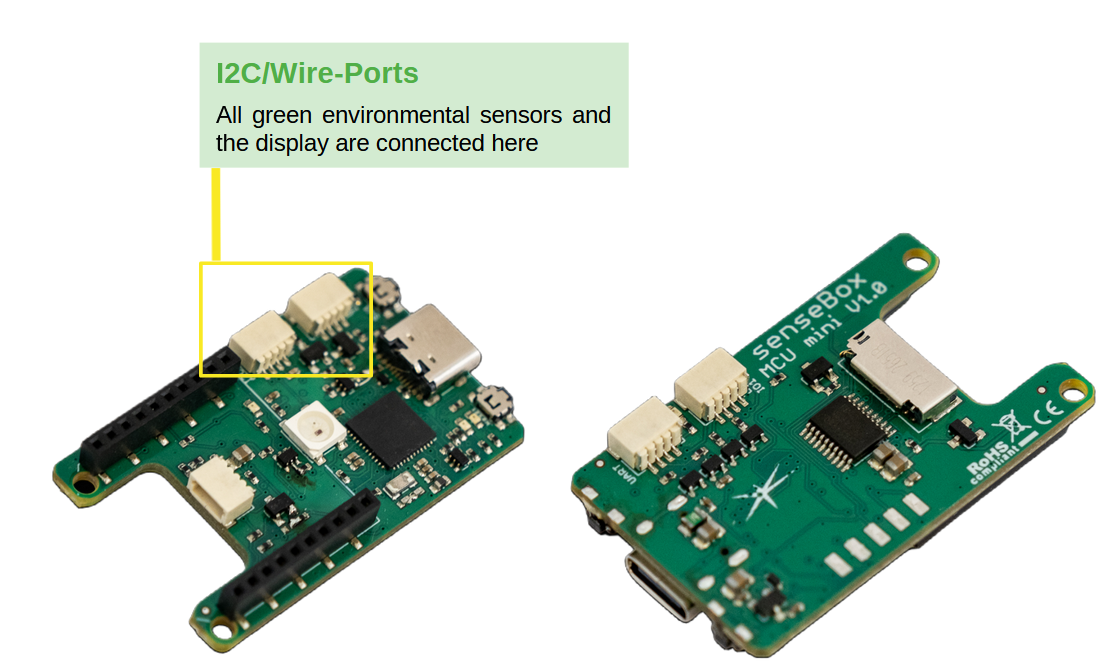 I2C/Wire-Ports
All green environmental sensors and
the display are connected here
senseBox
MCU mini V1.0
UART
RoHS
compliant
CE